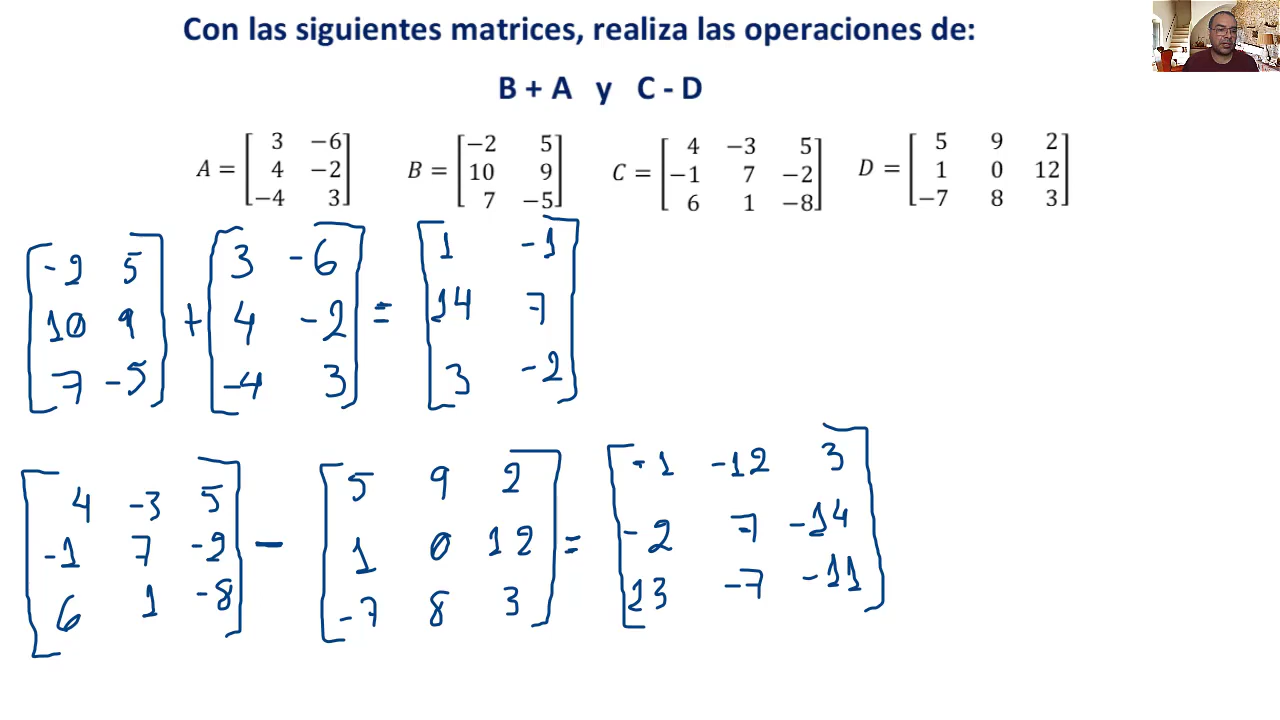 Con las siguientes matrices, realiza las operaciones de:
B + A y C - D
A = [ 3 −6 ; 4 −2 ; −4 3 ] B = [ −2 5 ; 10 9 ; 7 −5 ] C = [ 4 −3 5 ; −1 7 −2 ; 6 1 −8 ] D = [ 5 9 2 ; 1 0 12 ; −7 8 3 ]
[ -2 5 ; 10 9 ; 7 -5 ] + [ 3 -6 ; 4 -2 ; -4 3 ] = [ 1 -1 ; 14 7 ; 3 -2 ]
[ 4 -3 5 ; -1 7 -2 ; 6 1 -8 ] - [ 5 9 2 ; 1 0 12 ; -7 8 3 ] = [ -1 -12 3 ; -2 7 -14 ; 13 -7 -11 ]